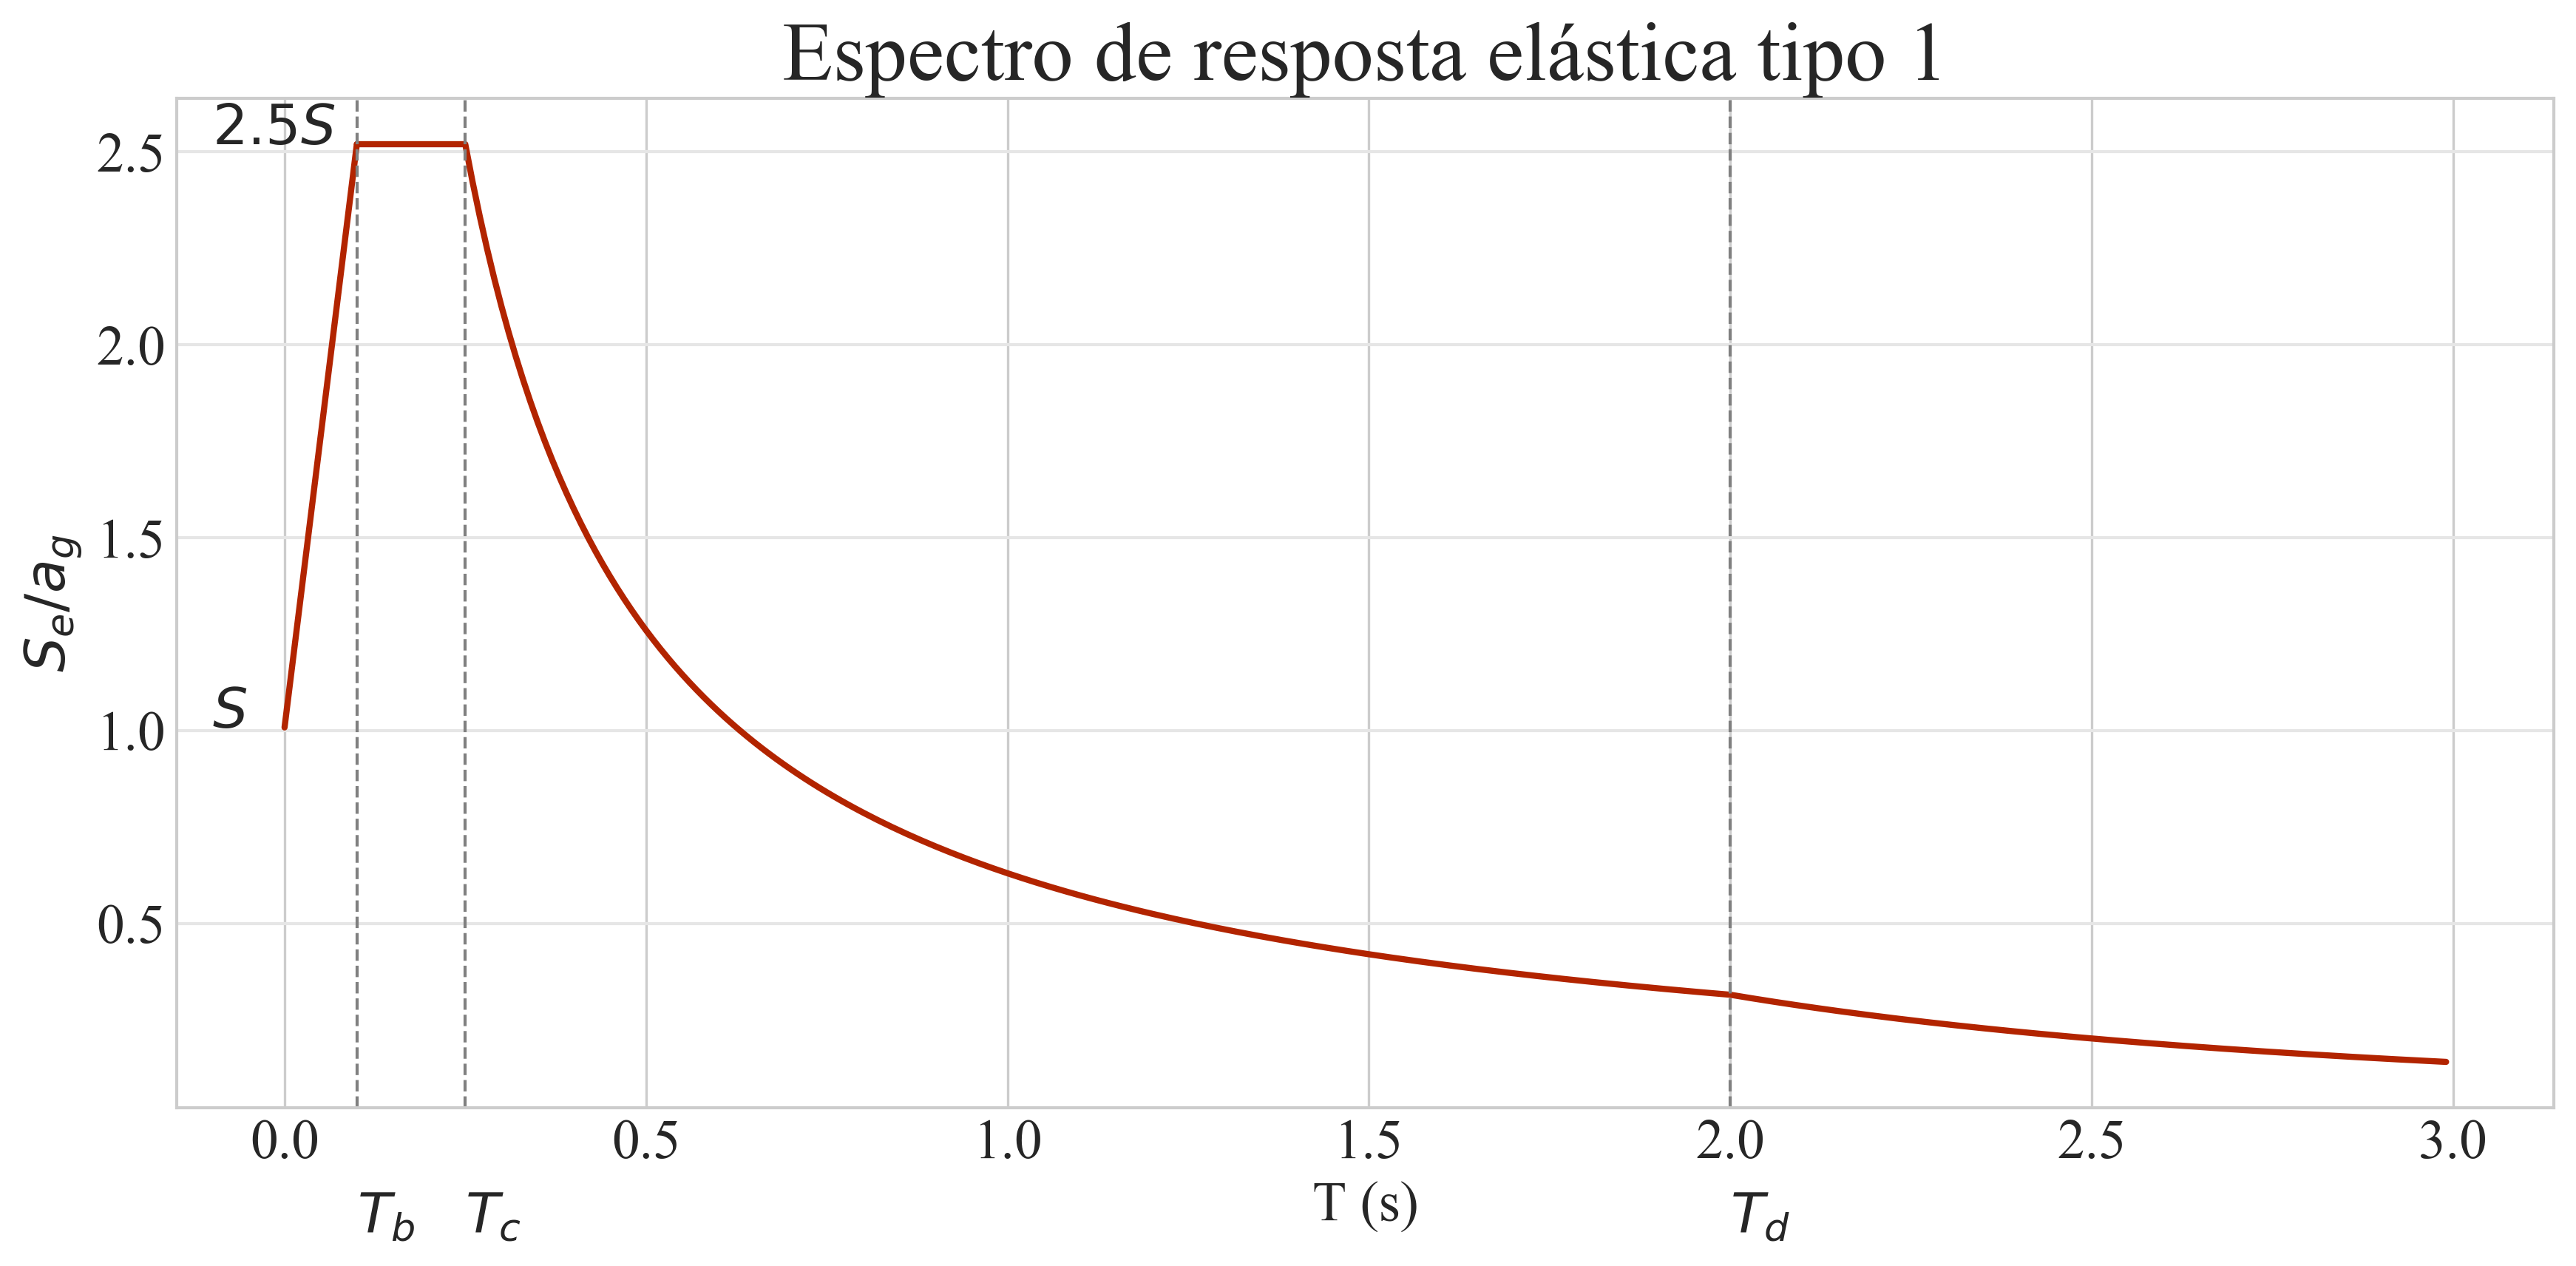 Espectro de resposta elástica tipo 1
2.5S
2.5
2.0
1.5
S
1.0
0.5
S_e/a_g
0.0 0.5 1.0 1.5 2.0 2.5 3.0
T_b T_c T (s) T_d